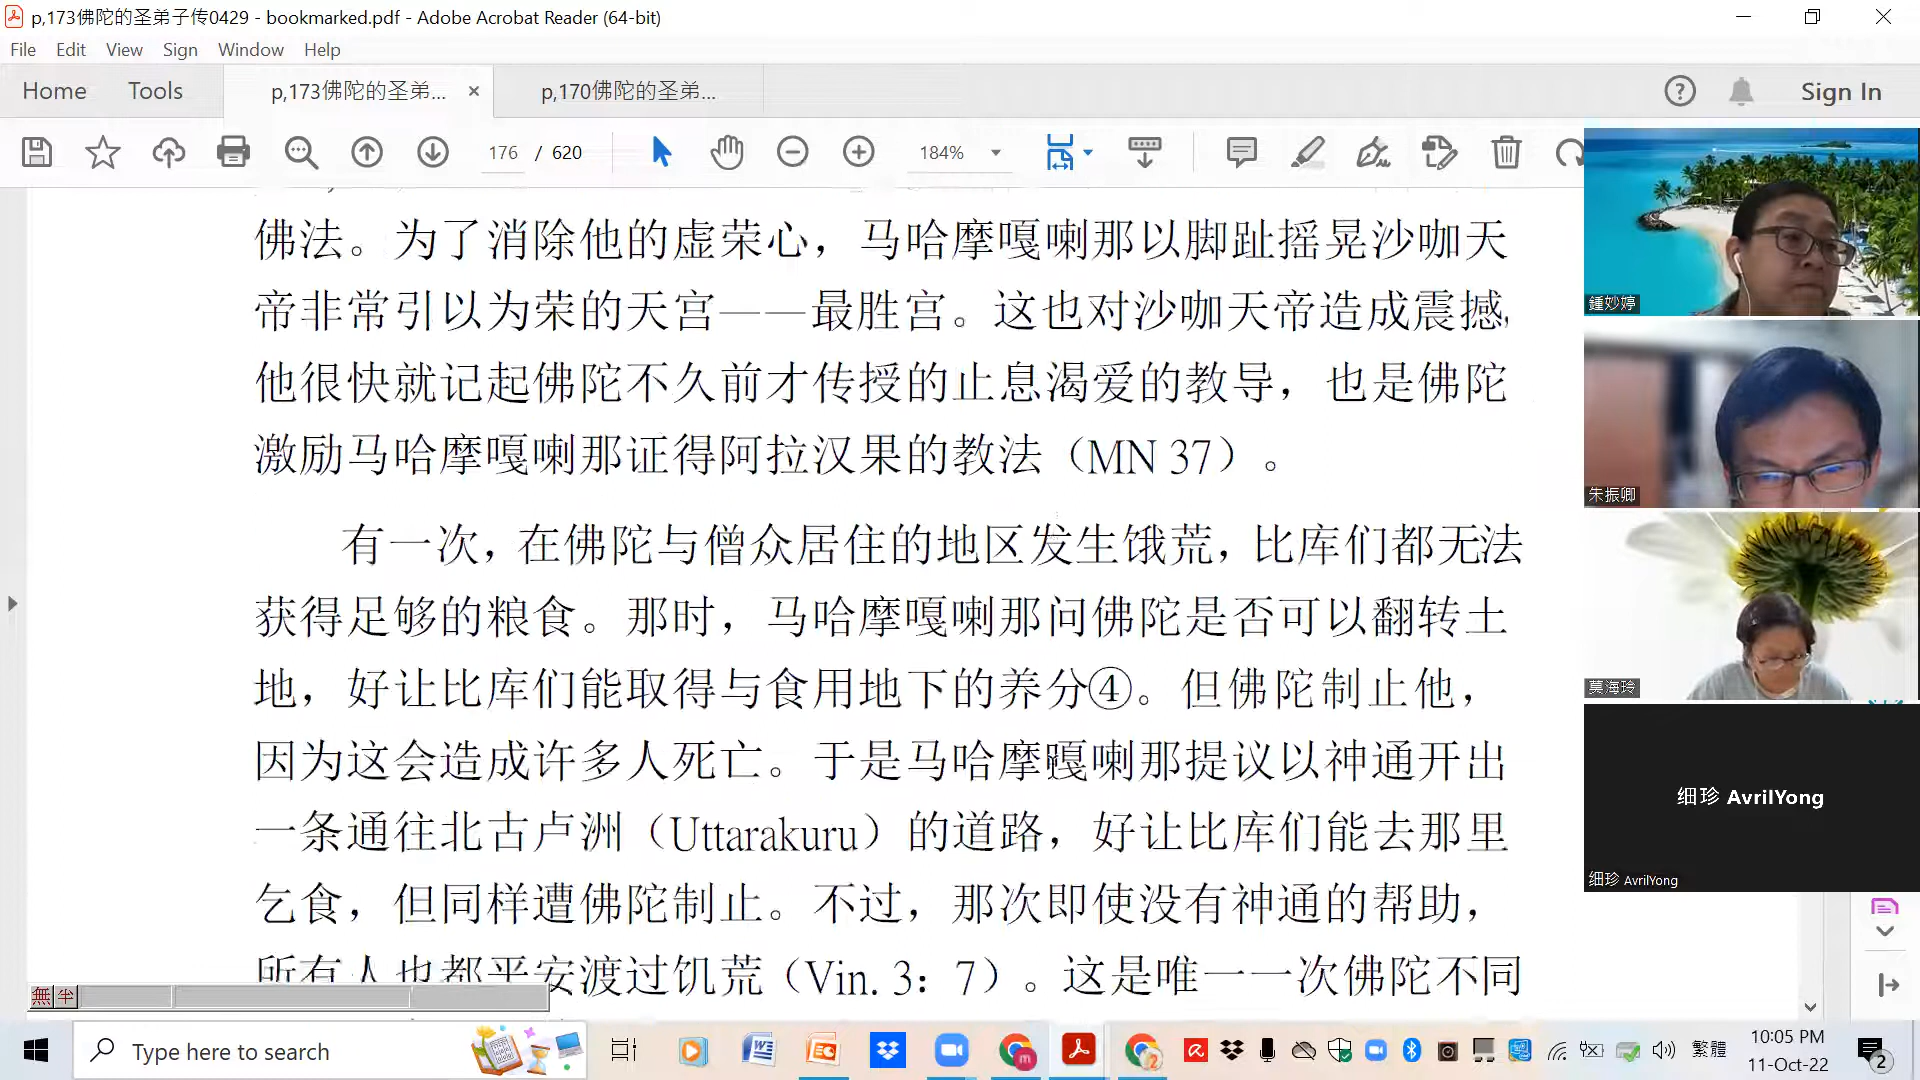 p,173佛陀的圣弟子传0429 - bookmarked.pdf - Adobe Acrobat Reader (64-bit)
File Edit View Sign Window Help
Home Tools p,173佛陀的圣弟... × p,170佛陀的圣弟... Sign In
176 / 620 184%
佛法。为了消除他的虚荣心，马哈摩嘎喇那以脚趾摇晃沙咖天
帝非常引以为荣的天宫——最胜宫。这也对沙咖天帝造成震撼，
他很快就记起佛陀不久前才传授的止息渴爱的教导，也是佛陀
激励马哈摩嘎喇那证得阿拉汉果的教法（MN 37）。
有一次，在佛陀与僧众居住的地区发生饿荒，比库们都无法
获得足够的粮食。那时，马哈摩嘎喇那问佛陀是否可以翻转土
地，好让比库们能取得与食用地下的养分④。但佛陀制止他，
因为这会造成许多人死亡。于是马哈摩嘎喇那提议以神通开出
一条通往北古卢洲（Uttarakuru）的道路，好让比库们能去那里
乞食，但同样遭佛陀制止。不过，那次即使没有神通的帮助，
所有人也都平安渡过饥荒（Vin. 3：7）。这是唯一一次佛陀不同
鍾妙婷
朱振卿
莫海玲
细珍 AvrilYong
细珍 AvrilYong
無 半
Type here to search
繁體
10:05 PM
11-Oct-22
2